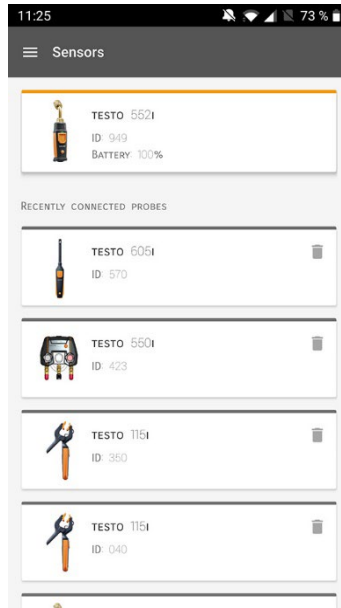 11:25 73 %
Sensors
TESTO 552I
ID: 949
BATTERY: 100%
RECENTLY CONNECTED PROBES
TESTO 605I
ID: 570
TESTO 550I
ID: 423
TESTO 115I
ID: 350
TESTO 115I
ID: 040